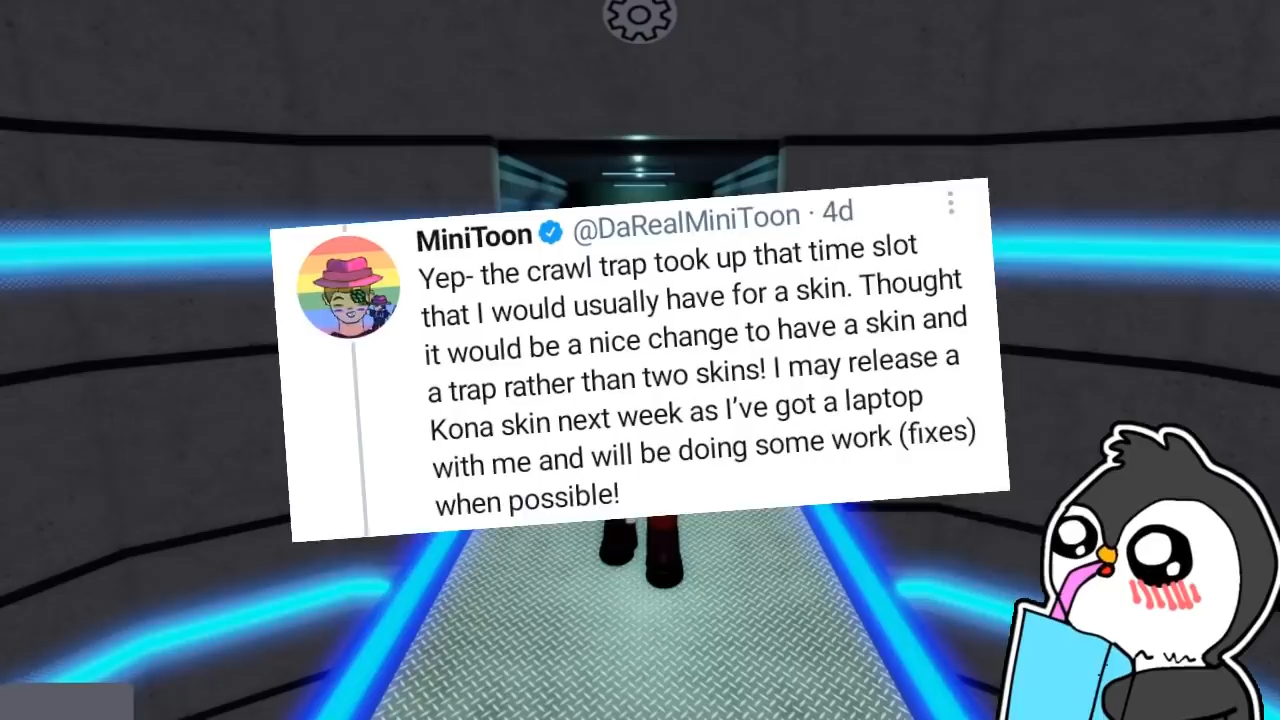 MiniToon @DaRealMiniToon · 4d
Yep- the crawl trap took up that time slot
that I would usually have for a skin. Thought
it would be a nice change to have a skin and
a trap rather than two skins! I may release a
Kona skin next week as I’ve got a laptop
with me and will be doing some work (fixes)
when possible!